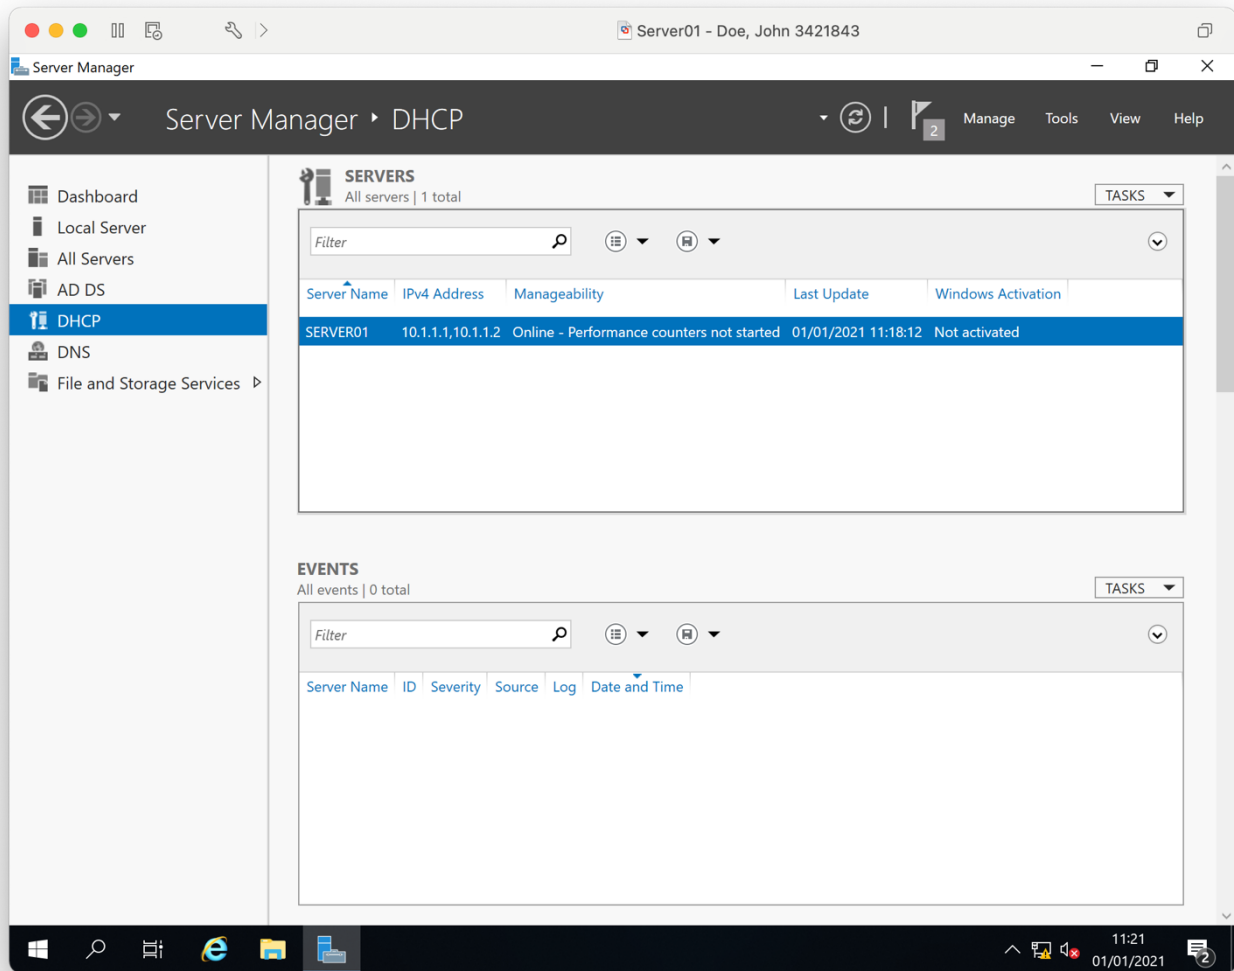 Server01 - Doe, John 3421843
Server Manager
Server Manager ‣ DHCP
2
Manage Tools View Help
Dashboard
Local Server
All Servers
AD DS
DHCP
DNS
File and Storage Services
SERVERS
All servers | 1 total
TASKS
Filter
Server Name IPv4 Address Manageability Last Update Windows Activation
SERVER01 10.1.1.1,10.1.1.2 Online - Performance counters not started 01/01/2021 11:18:12 Not activated
EVENTS
All events | 0 total
TASKS
Filter
Server Name ID Severity Source Log Date and Time
11:21
01/01/2021
2